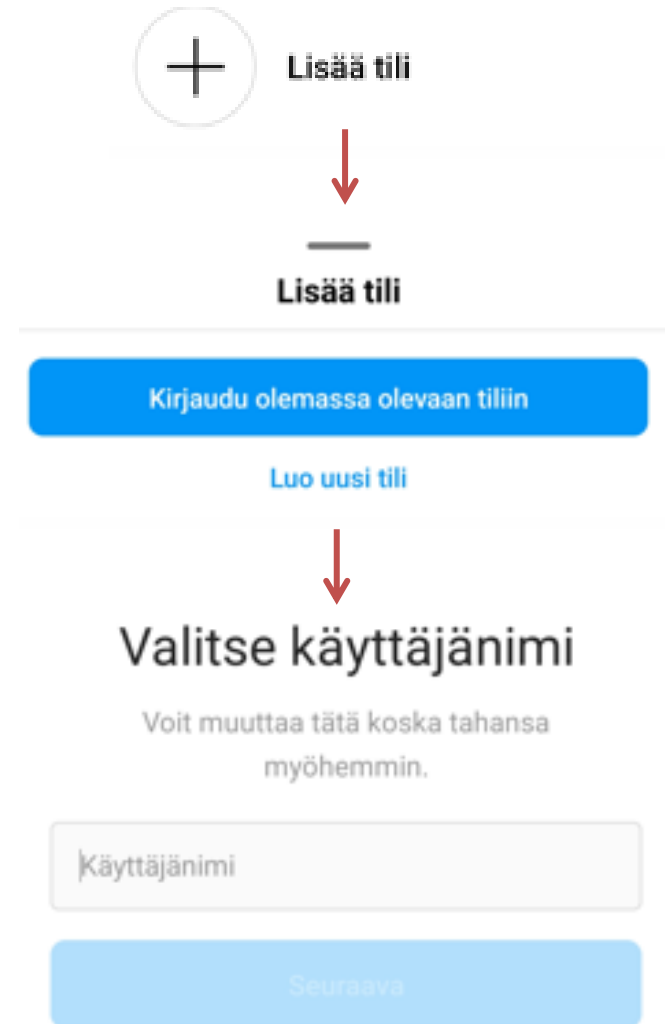 Lisää tili
Lisää tili
Kirjaudu olemassa olevaan tiliin
Luo uusi tili
Valitse käyttäjänimi
Voit muuttaa tätä koska tahansa
myöhemmin.
Käyttäjänimi
Seuraava